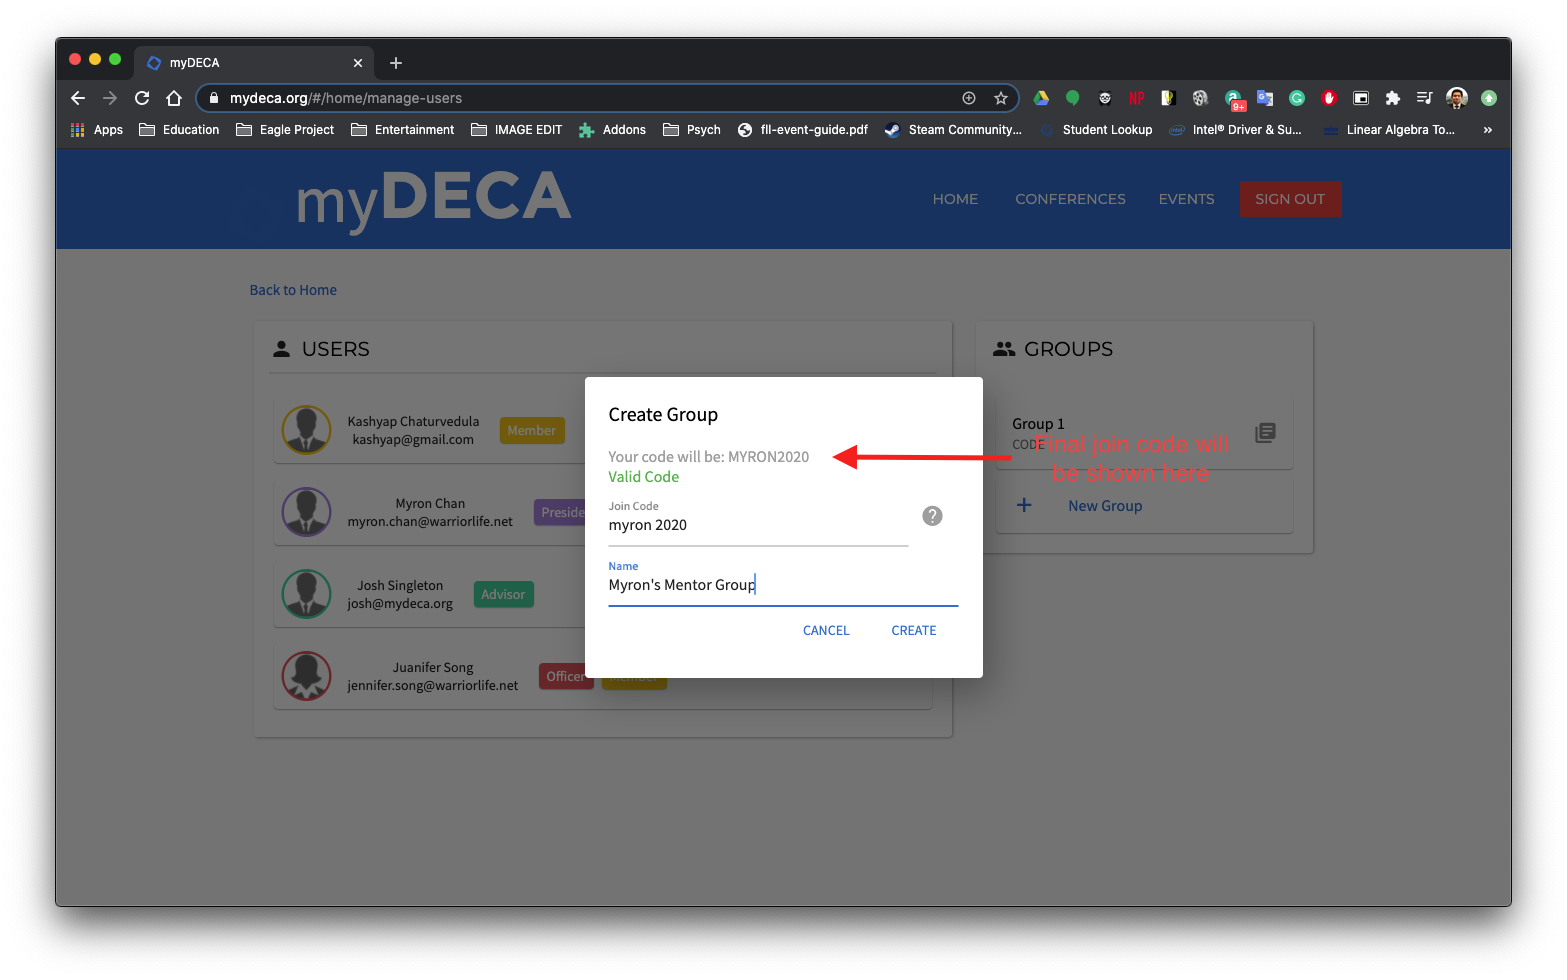 myDECA
mydeca.org/#/home/manage-users
9+
Apps Education Eagle Project Entertainment IMAGE EDIT Addons Psych fll-event-guide.pdf Steam Community... Student Lookup Intel® Driver & Su... Linear Algebra To... »
myDECA
HOME CONFERENCES EVENTS SIGN OUT
Back to Home
USERS
Kashyap Chaturvedula
kashyap@gmail.com
Member
Myron Chan
myron.chan@warriorlife.net
Preside
Josh Singleton
josh@mydeca.org
Advisor
Juanifer Song
jennifer.song@warriorlife.net
Officer
Member
Create Group
Your code will be: MYRON2020
Valid Code
Join Code
myron 2020
?
Name
Myron's Mentor Group
CANCEL CREATE
GROUPS
Group 1
CODE
Final join code will
be shown here
+ New Group